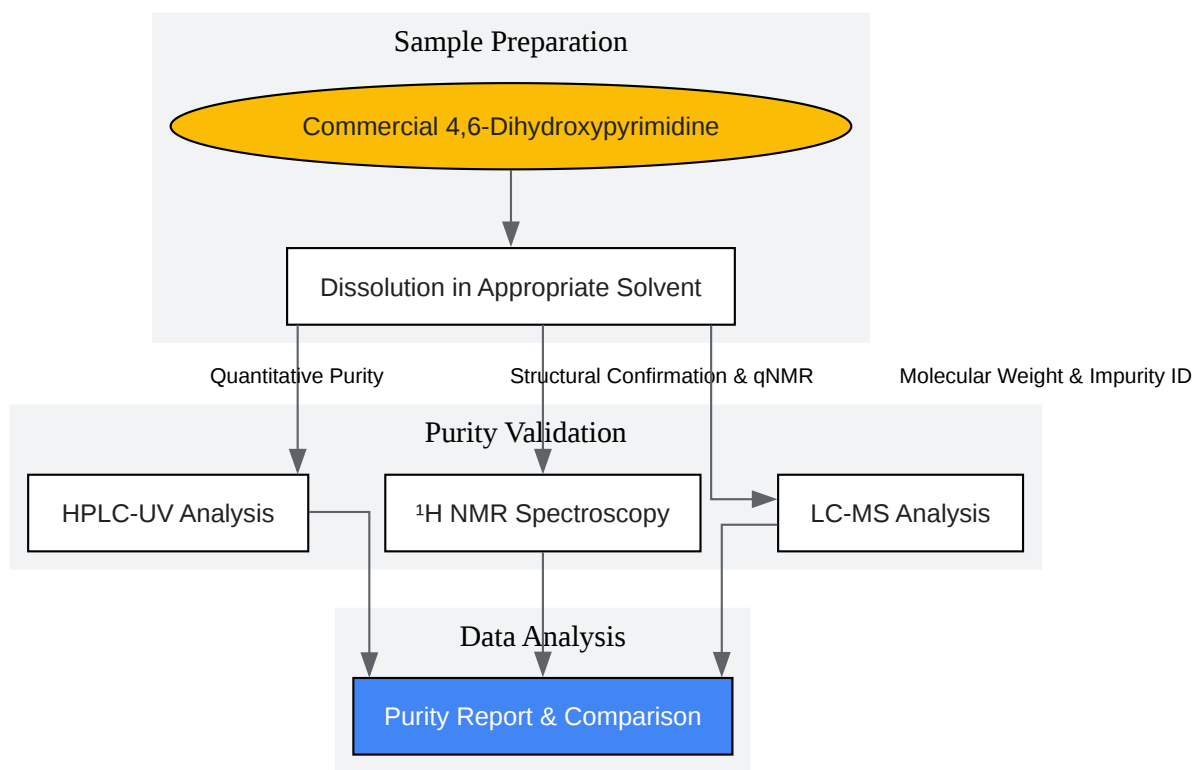 Sample Preparation
Commercial 4,6-Dihydroxypyrimidine
Dissolution in Appropriate Solvent
Quantitative Purity
Structural Confirmation & qNMR
Molecular Weight & Impurity ID
Purity Validation
HPLC-UV Analysis
¹H NMR Spectroscopy
LC-MS Analysis
Data Analysis
Purity Report & Comparison